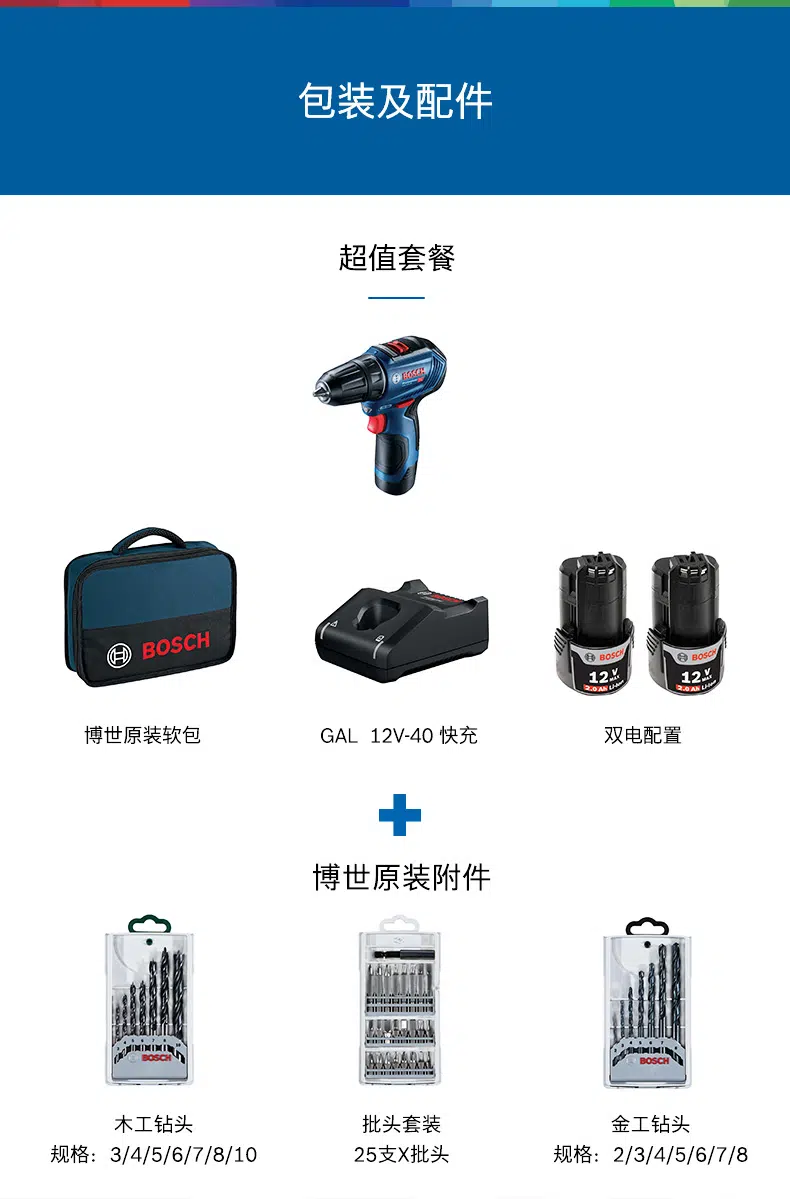 包装及配件
超值套餐
BOSCH
BOSCH
BOSCH
BOSCH
12V MAX
2.0 Ah Li-Ion
12V MAX
2.0 Ah Li-Ion
博世原装软包
GAL 12V-40 快充
双电配置
博世原装附件
BOSCH
BOSCH
木工钻头
批头套装
金工钻头
规格：3/4/5/6/7/8/10
25支X批头
规格：2/3/4/5/6/7/8